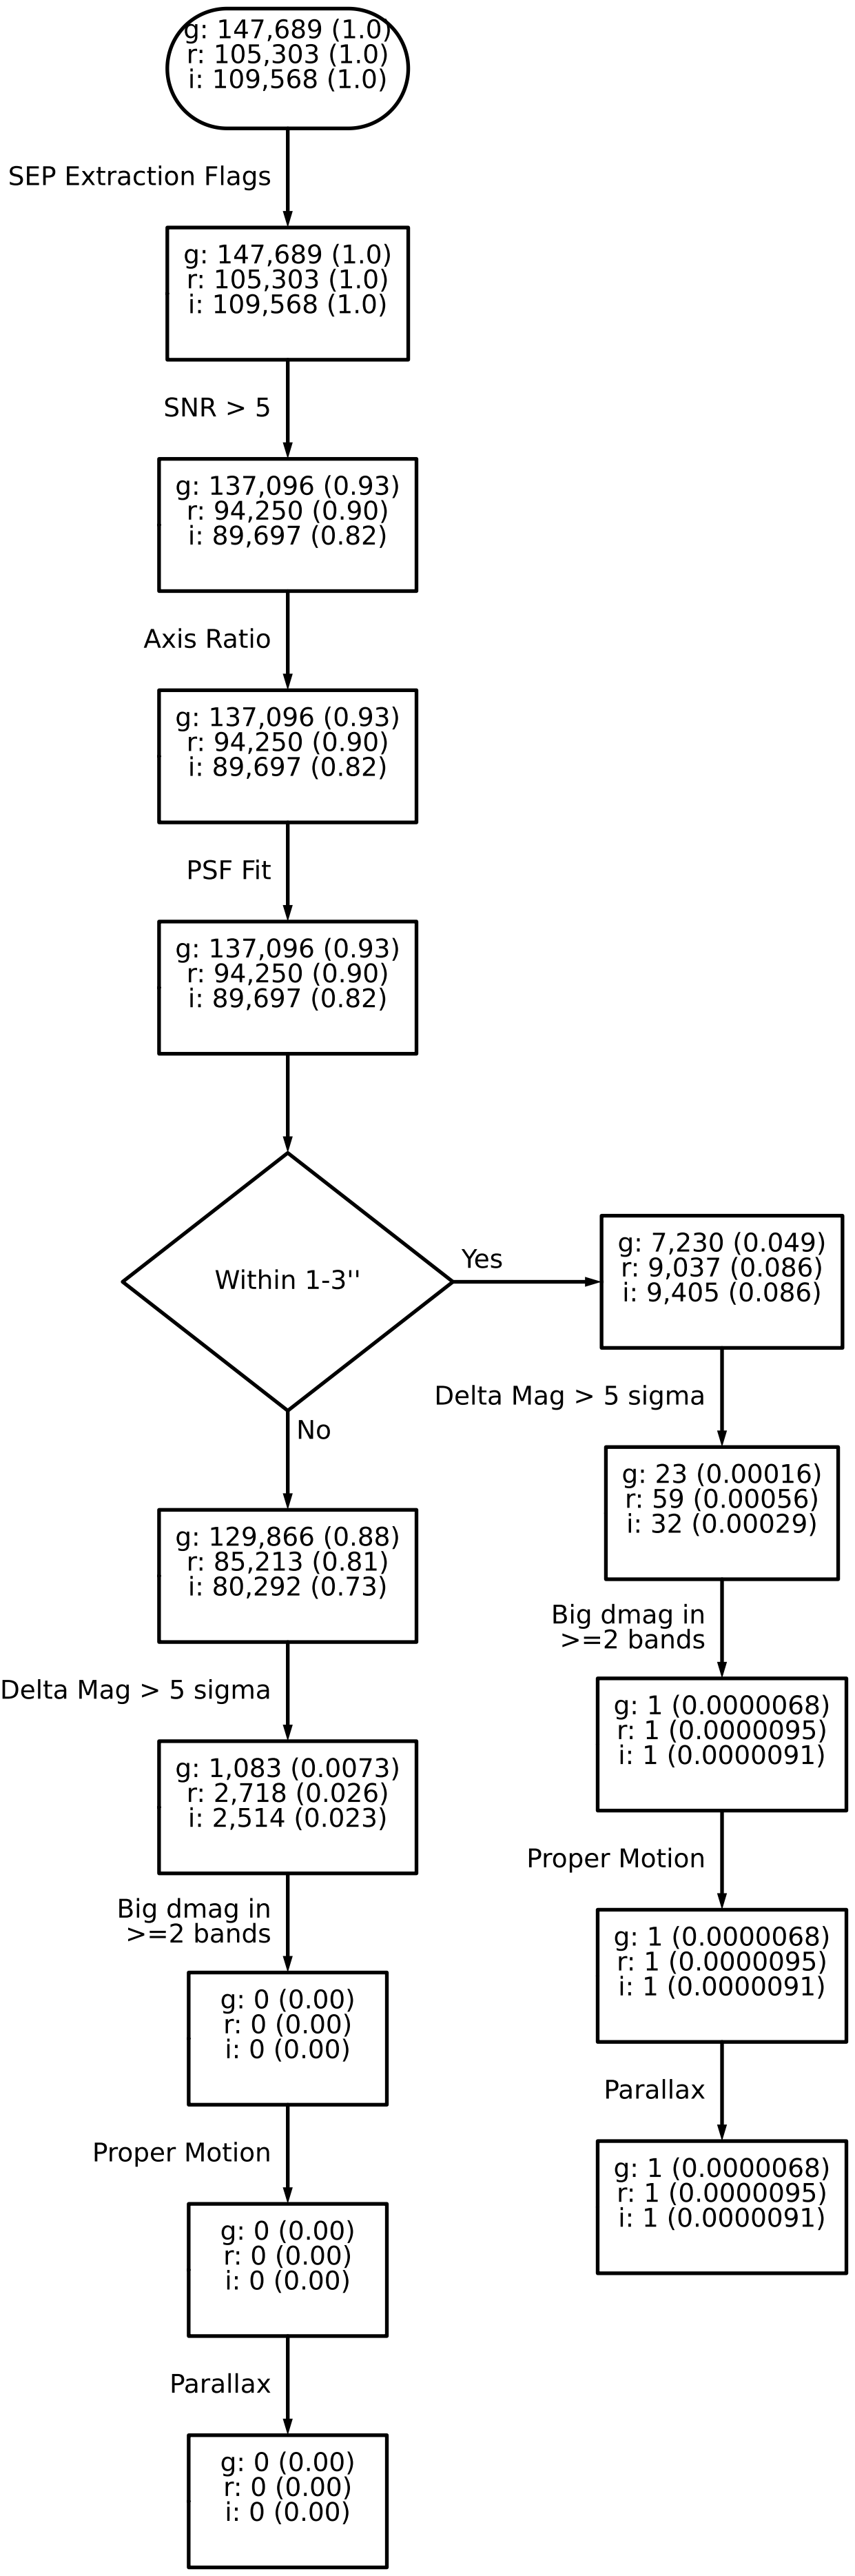 g: 147,689 (1.0)
r: 105,303 (1.0)
i: 109,568 (1.0)
SEP Extraction Flags
g: 147,689 (1.0)
r: 105,303 (1.0)
i: 109,568 (1.0)
SNR > 5
g: 137,096 (0.93)
r: 94,250 (0.90)
i: 89,697 (0.82)
Axis Ratio
g: 137,096 (0.93)
r: 94,250 (0.90)
i: 89,697 (0.82)
PSF Fit
g: 137,096 (0.93)
r: 94,250 (0.90)
i: 89,697 (0.82)
Within 1-3''
Yes
g: 7,230 (0.049)
r: 9,037 (0.086)
i: 9,405 (0.086)
Delta Mag > 5 sigma
g: 23 (0.00016)
r: 59 (0.00056)
i: 32 (0.00029)
Big dmag in
>=2 bands
g: 1 (0.0000068)
r: 1 (0.0000095)
i: 1 (0.0000091)
Proper Motion
g: 1 (0.0000068)
r: 1 (0.0000095)
i: 1 (0.0000091)
Parallax
g: 1 (0.0000068)
r: 1 (0.0000095)
i: 1 (0.0000091)
No
g: 129,866 (0.88)
r: 85,213 (0.81)
i: 80,292 (0.73)
Delta Mag > 5 sigma
g: 1,083 (0.0073)
r: 2,718 (0.026)
i: 2,514 (0.023)
Big dmag in
>=2 bands
g: 0 (0.00)
r: 0 (0.00)
i: 0 (0.00)
Proper Motion
g: 0 (0.00)
r: 0 (0.00)
i: 0 (0.00)
Parallax
g: 0 (0.00)
r: 0 (0.00)
i: 0 (0.00)